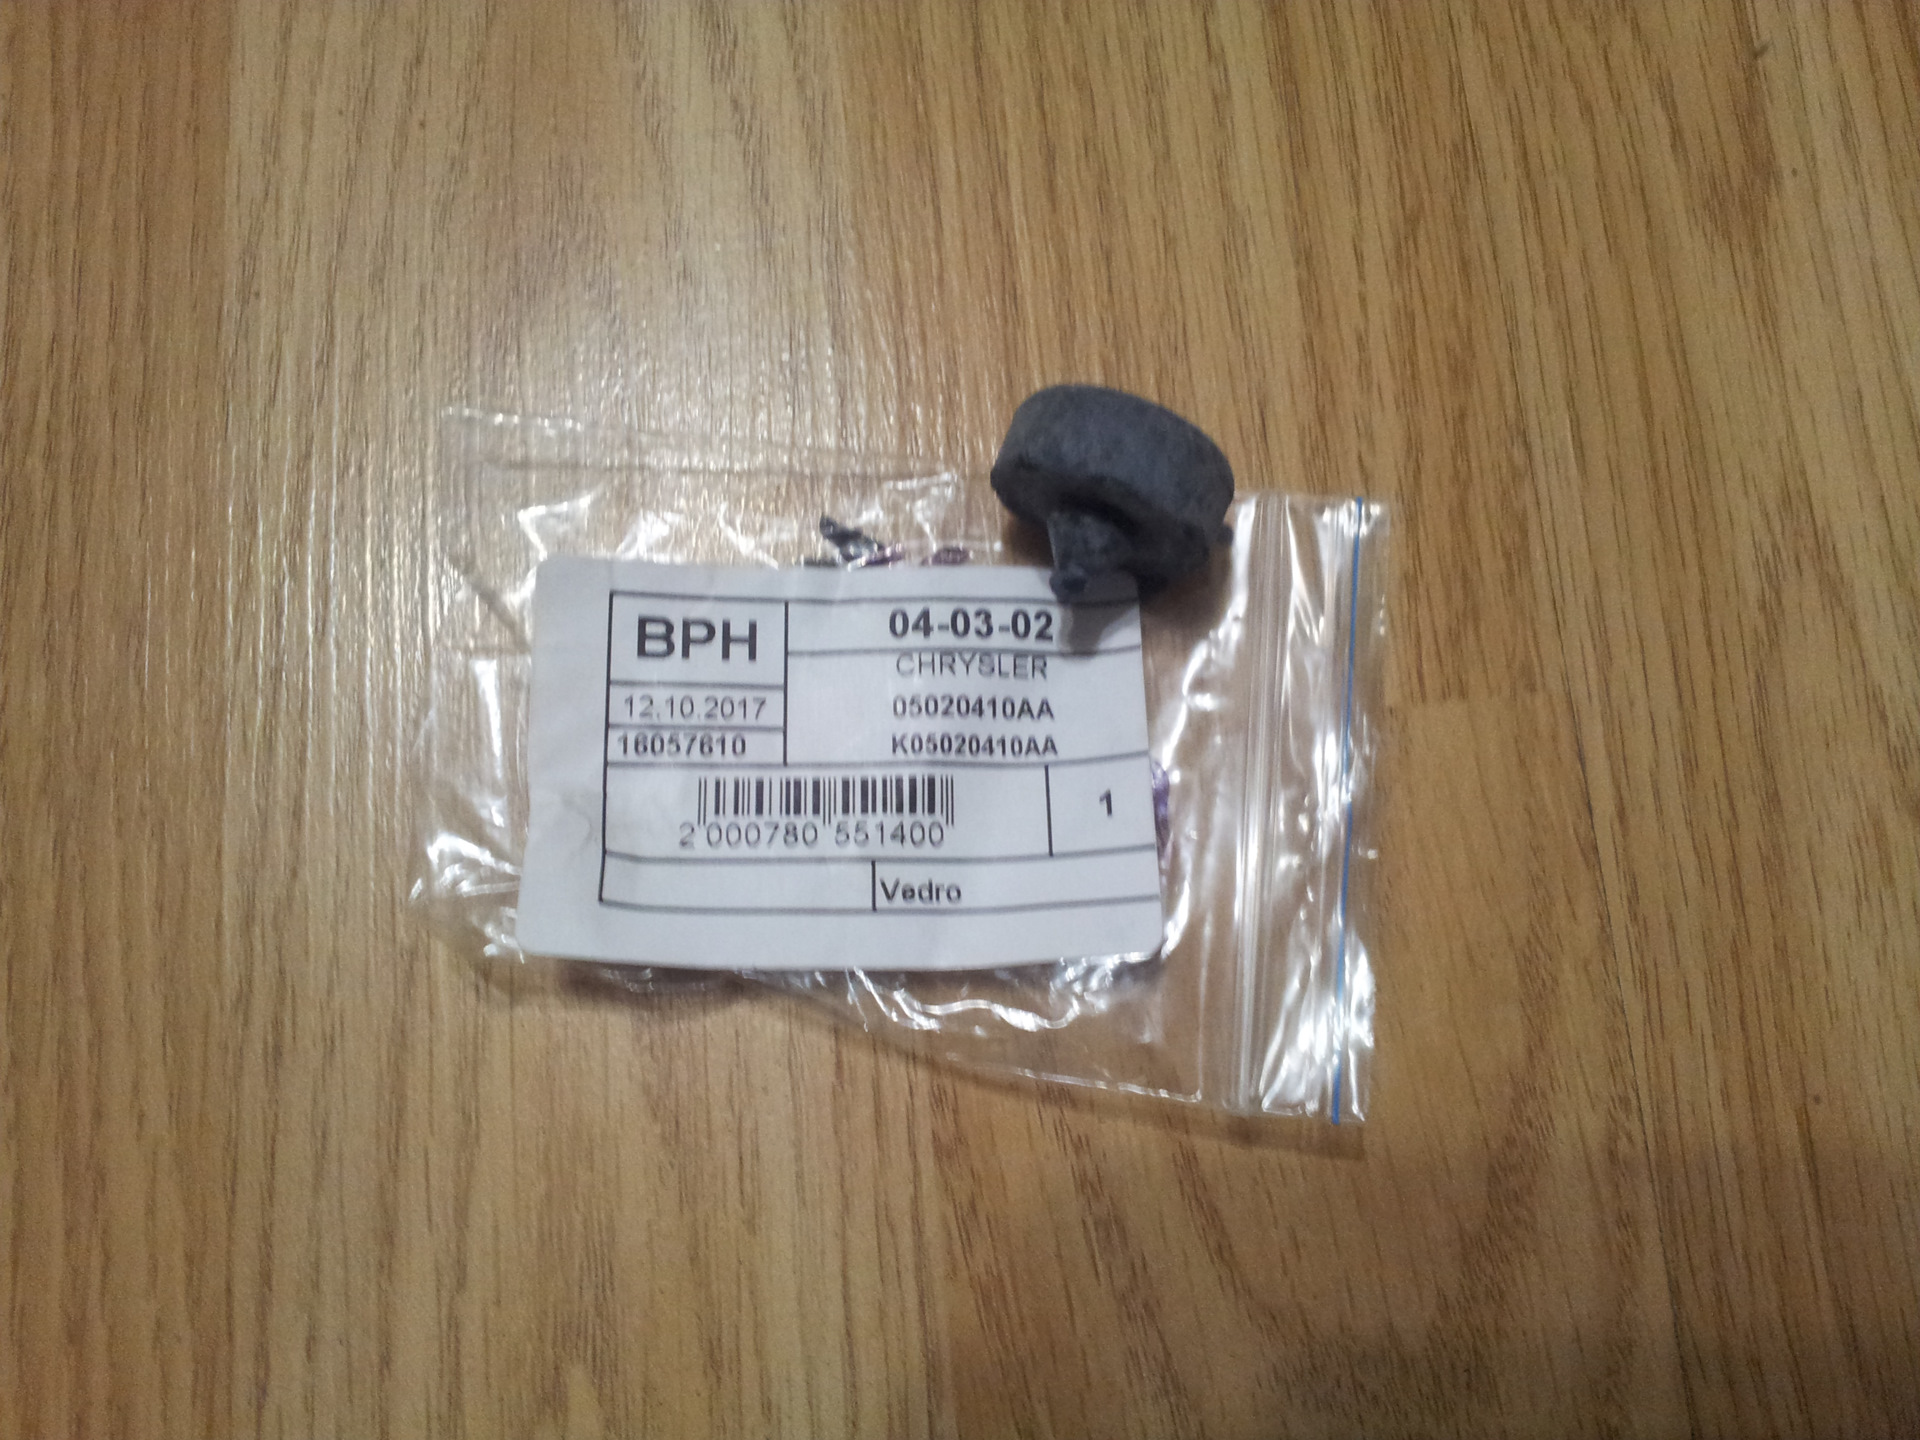 BPH
04-03-02
CHRYSLER
12.10.2017
05020410AA
16057610
K05020410AA
2 000780 551400
1
Vedro